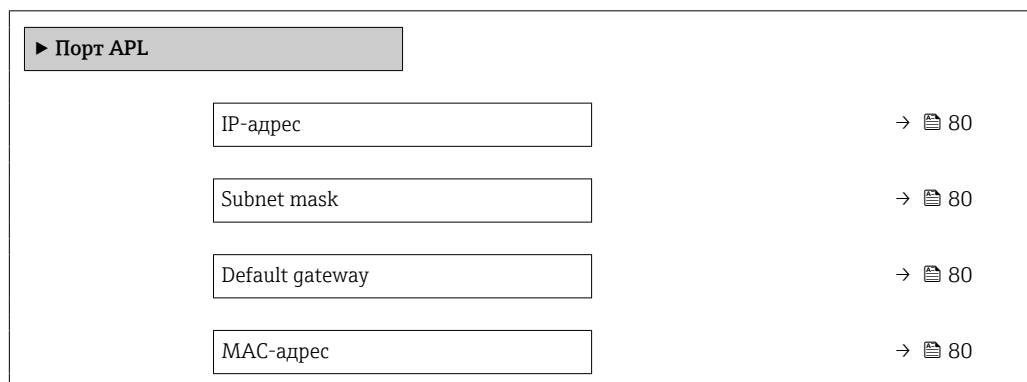 ▶ Порт APL
IP-адрес → 80
Subnet mask → 80
Default gateway → 80
MAC-адрес → 80